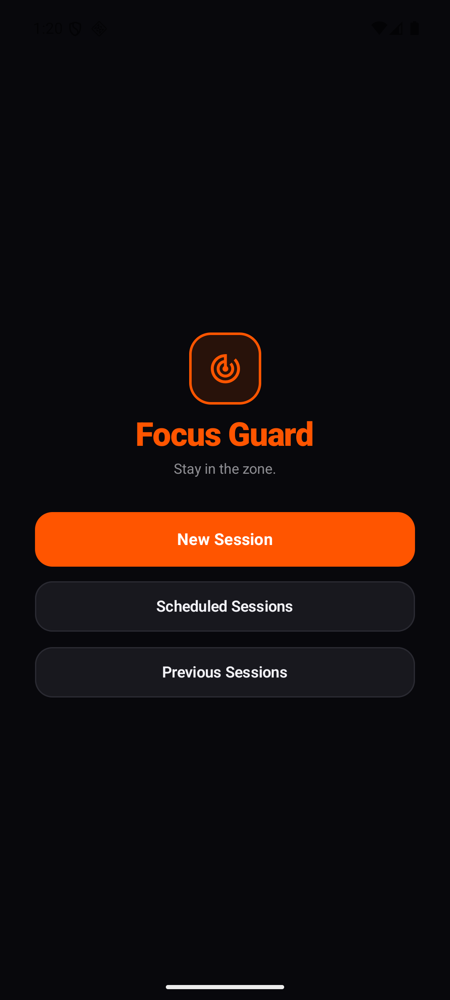 1:20
Focus Guard
Stay in the zone.
New Session
Scheduled Sessions
Previous Sessions